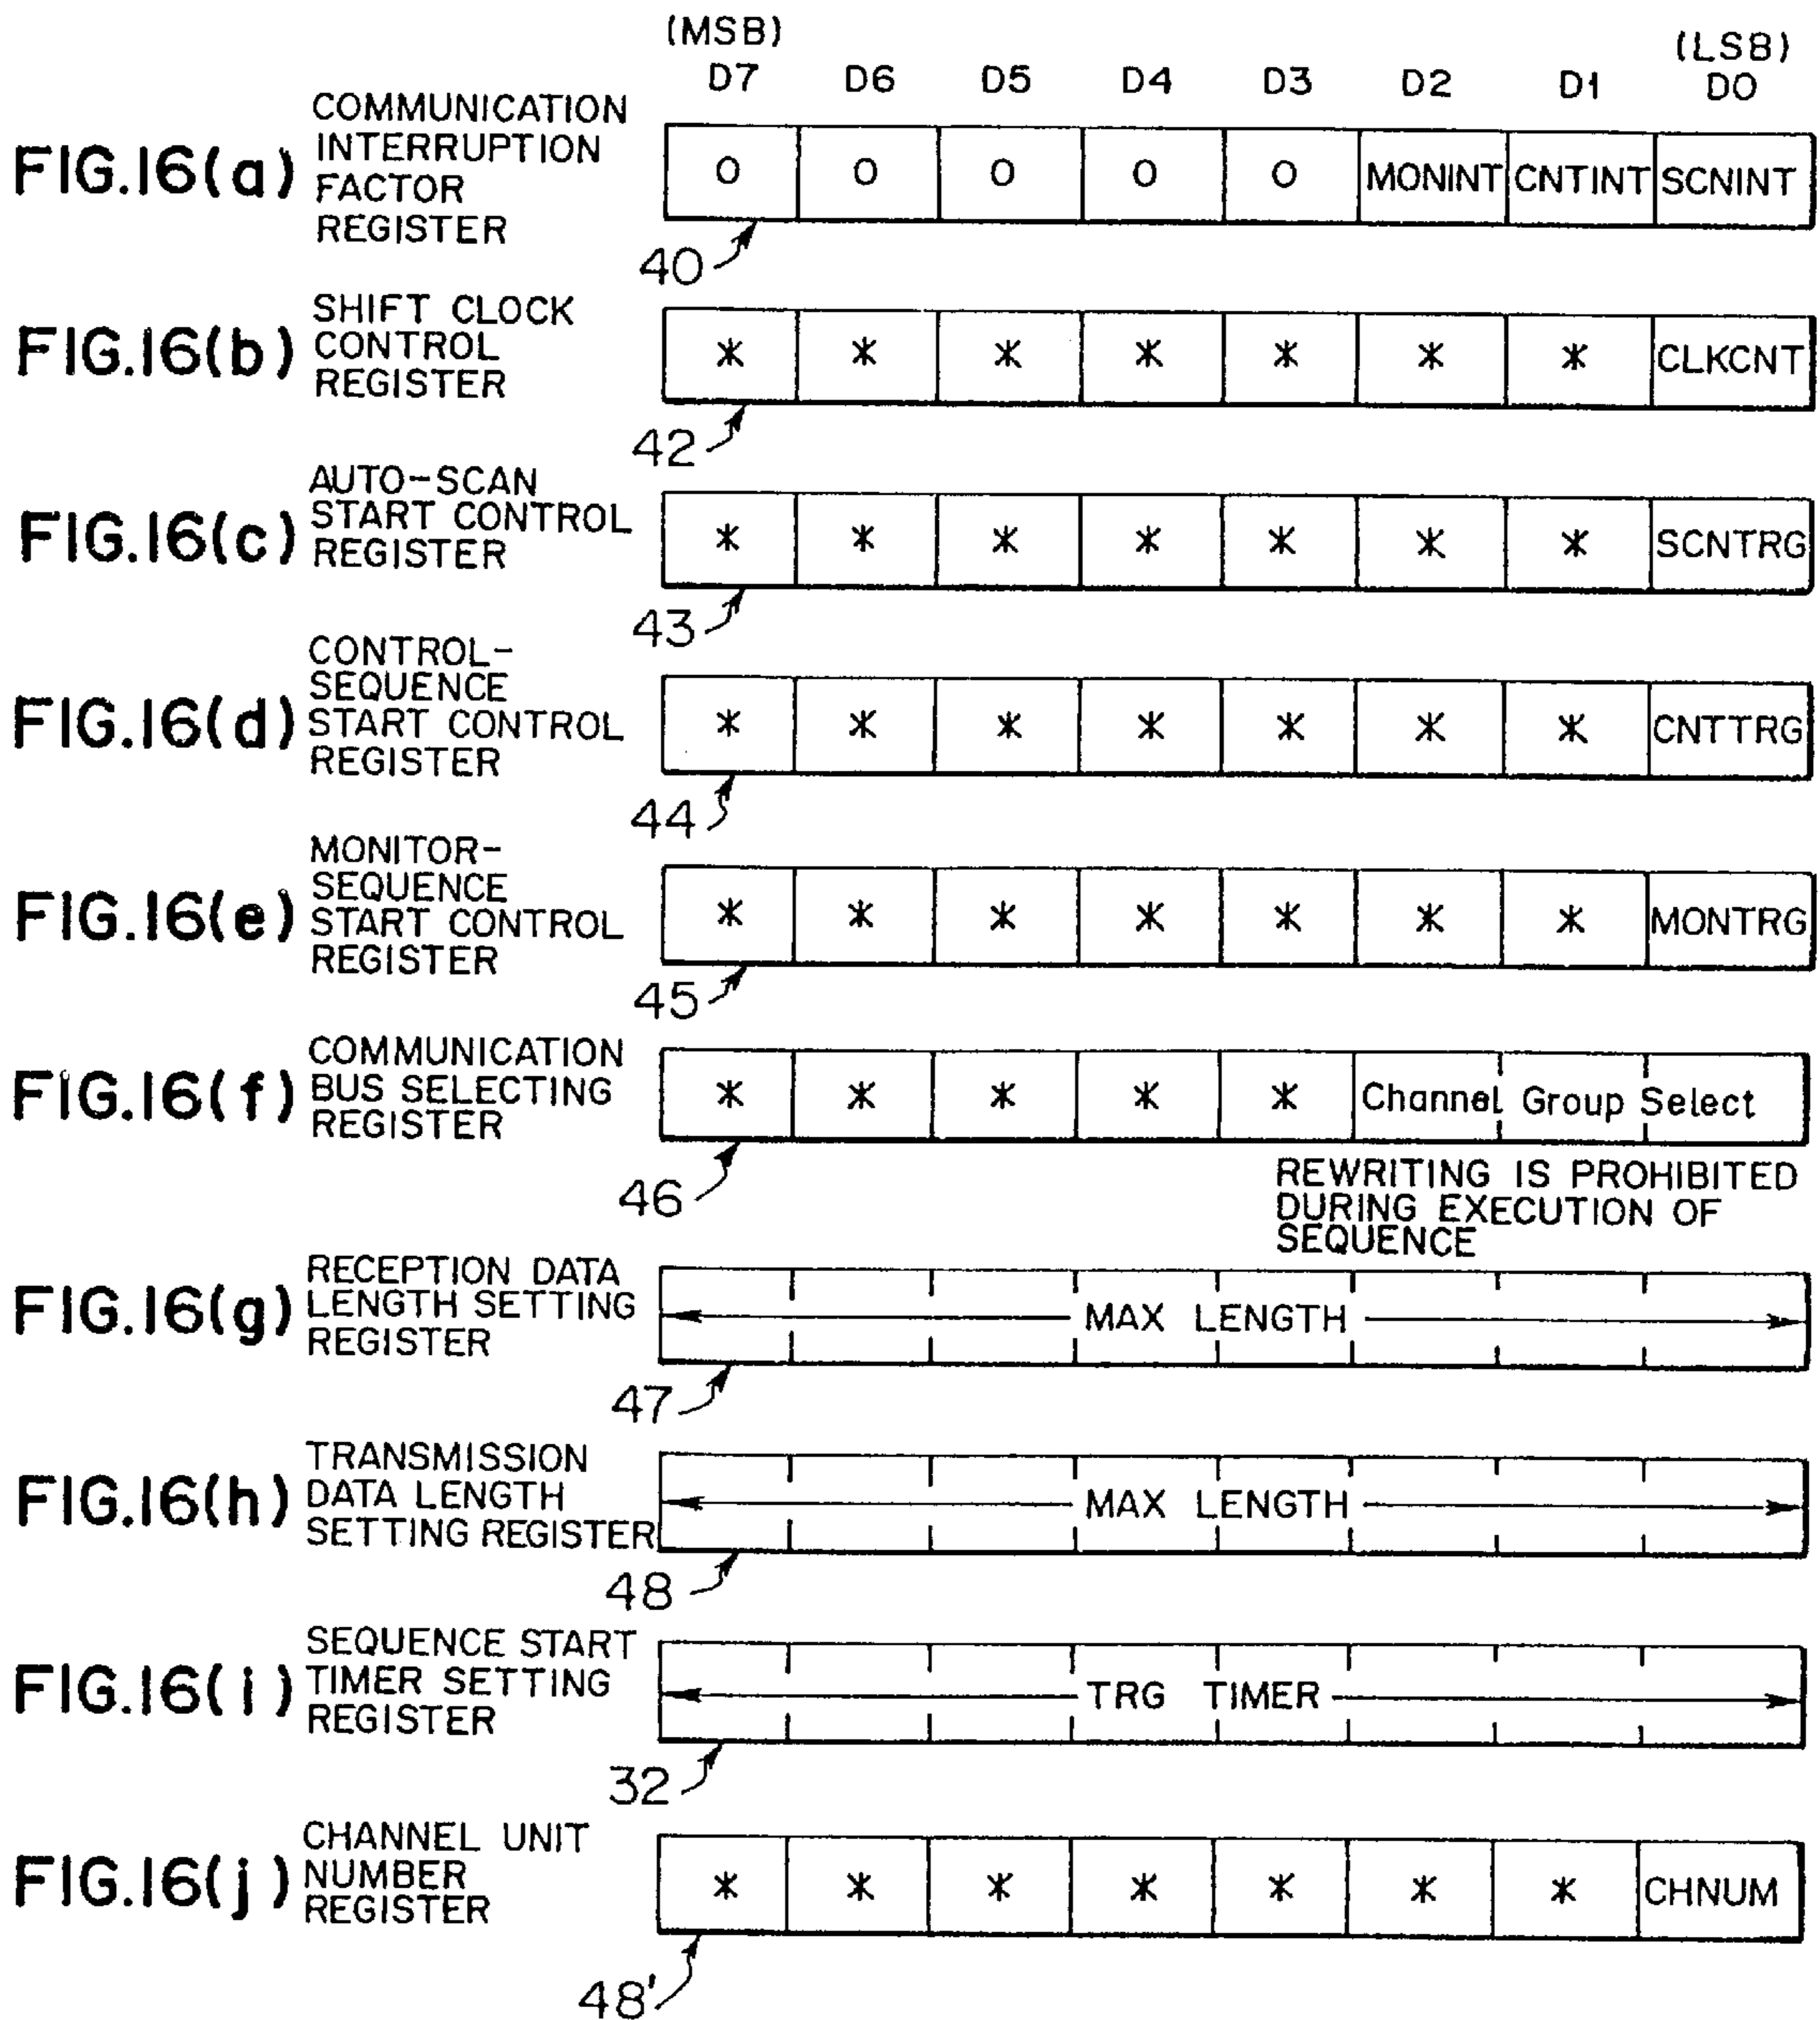 (MSB) (LSB)
D7 D6 D5 D4 D3 D2 D1 D0
FIG.16(a)
COMMUNICATION
INTERRUPTION
FACTOR
REGISTER
0 0 0 0 0 MONINT CNTINT SCNINT
40
FIG.16(b)
SHIFT CLOCK
CONTROL
REGISTER
* * * * * * * CLKCNT
42
FIG.16(c)
AUTO-SCAN
START CONTROL
REGISTER
* * * * * * * SCNTRG
43
FIG.16(d)
CONTROL-
SEQUENCE
START CONTROL
REGISTER
* * * * * * * CNTTRG
44
FIG.16(e)
MONITOR-
SEQUENCE
START CONTROL
REGISTER
* * * * * * * MONTRG
45
FIG.16(f)
COMMUNICATION
BUS SELECTING
REGISTER
* * * * * Channel Group Select
46
REWRITING IS PROHIBITED
DURING EXECUTION OF
SEQUENCE
FIG.16(g)
RECEPTION DATA
LENGTH SETTING
REGISTER
MAX LENGTH
47
FIG.16(h)
TRANSMISSION
DATA LENGTH
SETTING REGISTER
MAX LENGTH
48
FIG.16(i)
SEQUENCE START
TIMER SETTING
REGISTER
TRG TIMER
32
FIG.16(j)
CHANNEL UNIT
NUMBER
REGISTER
* * * * * * * CHNUM
48'